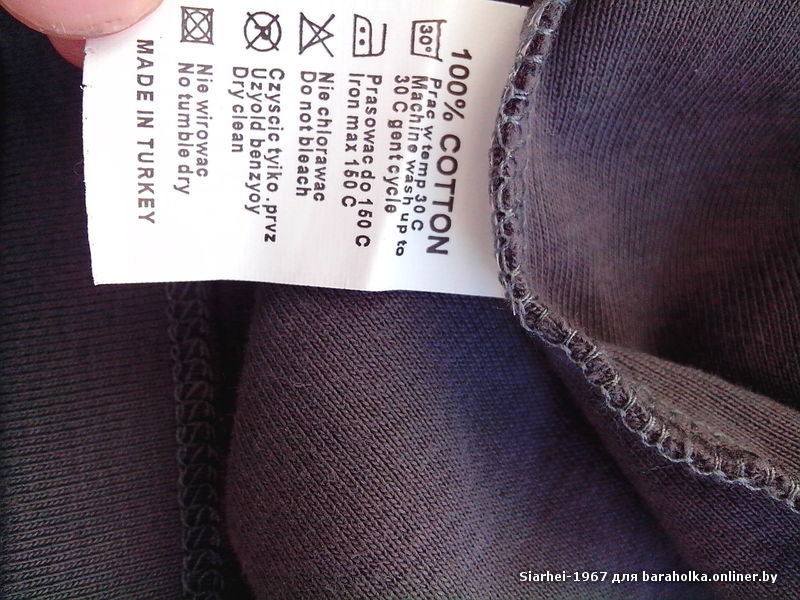 100% COTTON
30°
Prac w temp 30 C
Machine wash up to
30 C gent cycle
Prasowac do 150 C
Iron max 150 C
Nie chlorawac
Do not bleach
Czyscic tyiko .prvz
Uzyold benzyoy
Dry clean
Nie wirowac
No tumble dry
MADE IN TURKEY
Siarhei-1967 для baraholka.onliner.by